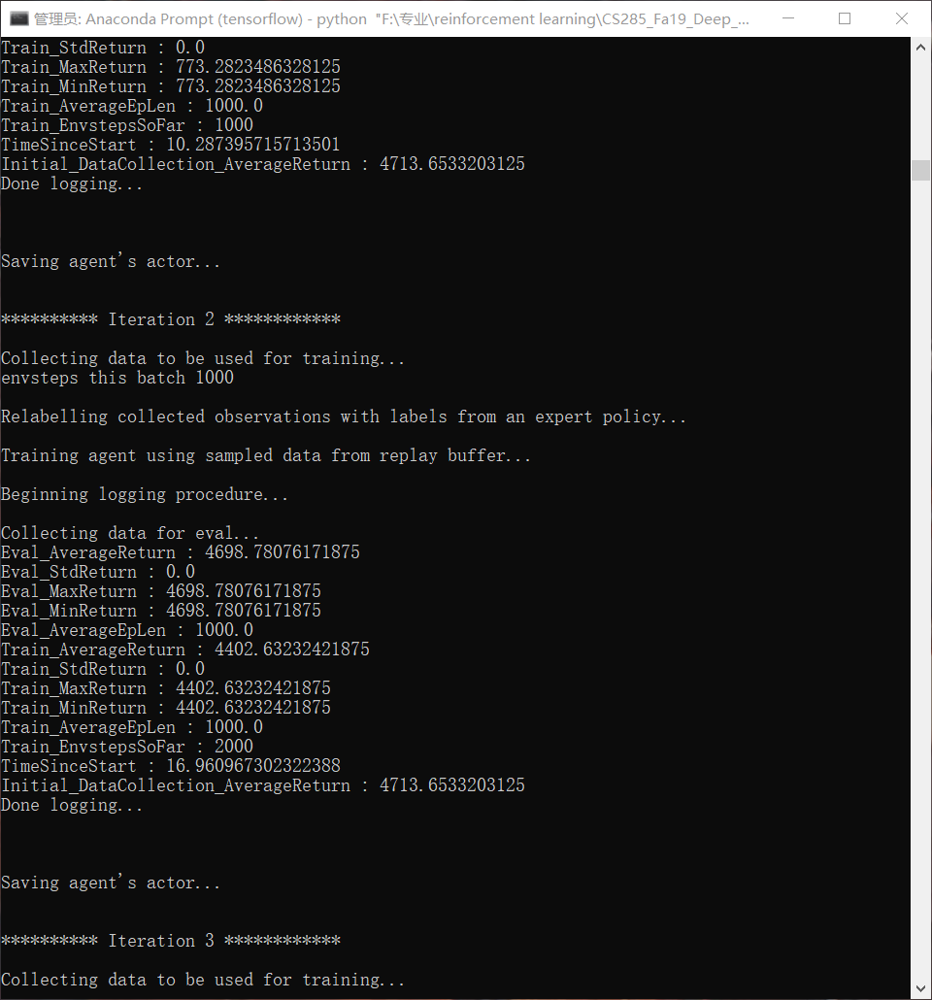 管理员: Anaconda Prompt (tensorflow) - python "F:\专业\reinforcement learning\CS285_Fa19_Deep_...
Train_StdReturn : 0.0
Train_MaxReturn : 773.2823486328125
Train_MinReturn : 773.2823486328125
Train_AverageEpLen : 1000.0
Train_EnvstepsSoFar : 1000
TimeSinceStart : 10.287395715713501
Initial_DataCollection_AverageReturn : 4713.6533203125
Done logging...
Saving agent's actor...
********** Iteration 2 ************
Collecting data to be used for training...
envsteps this batch 1000
Relabelling collected observations with labels from an expert policy...
Training agent using sampled data from replay buffer...
Beginning logging procedure...
Collecting data for eval...
Eval_AverageReturn : 4698.78076171875
Eval_StdReturn : 0.0
Eval_MaxReturn : 4698.78076171875
Eval_MinReturn : 4698.78076171875
Eval_AverageEpLen : 1000.0
Train_AverageReturn : 4402.63232421875
Train_StdReturn : 0.0
Train_MaxReturn : 4402.63232421875
Train_MinReturn : 4402.63232421875
Train_AverageEpLen : 1000.0
Train_EnvstepsSoFar : 2000
TimeSinceStart : 16.960967302322388
Initial_DataCollection_AverageReturn : 4713.6533203125
Done logging...
Saving agent's actor...
********** Iteration 3 ************
Collecting data to be used for training...